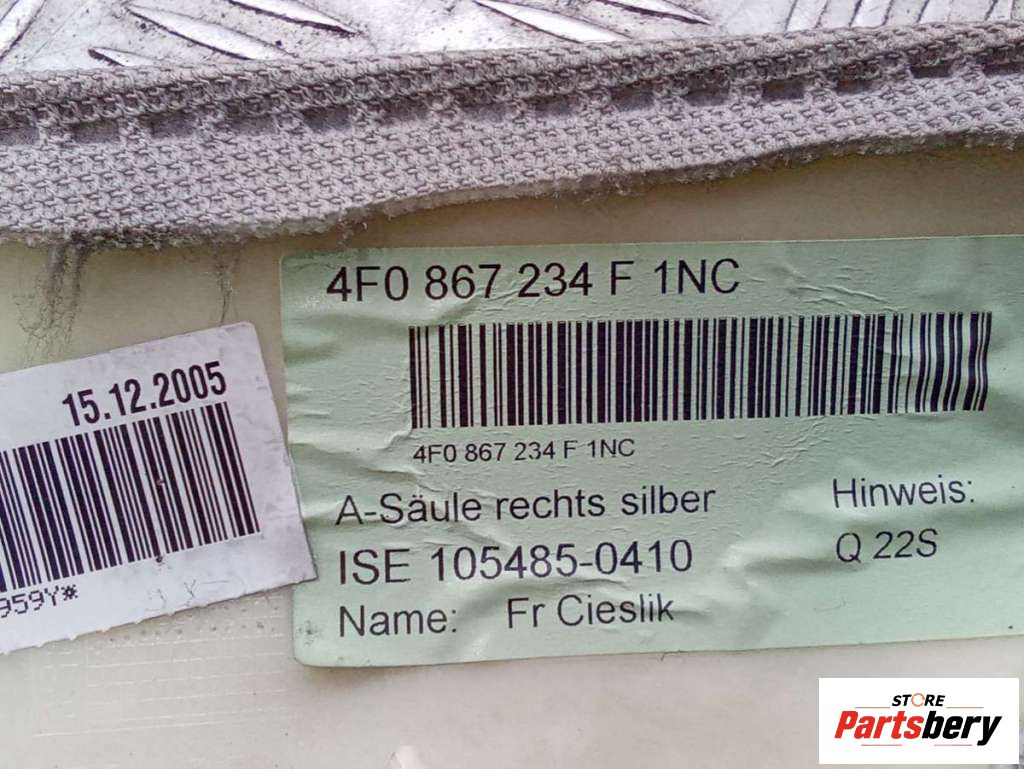 4F0 867 234 F 1NC
15.12.2005
4F0 867 234 F 1NC
A-Säule rechts silber
Hinweis:
ISE 105485-0410
Q 22S
959Y*
Name: Fr Cieslik
STORE
Partsbery